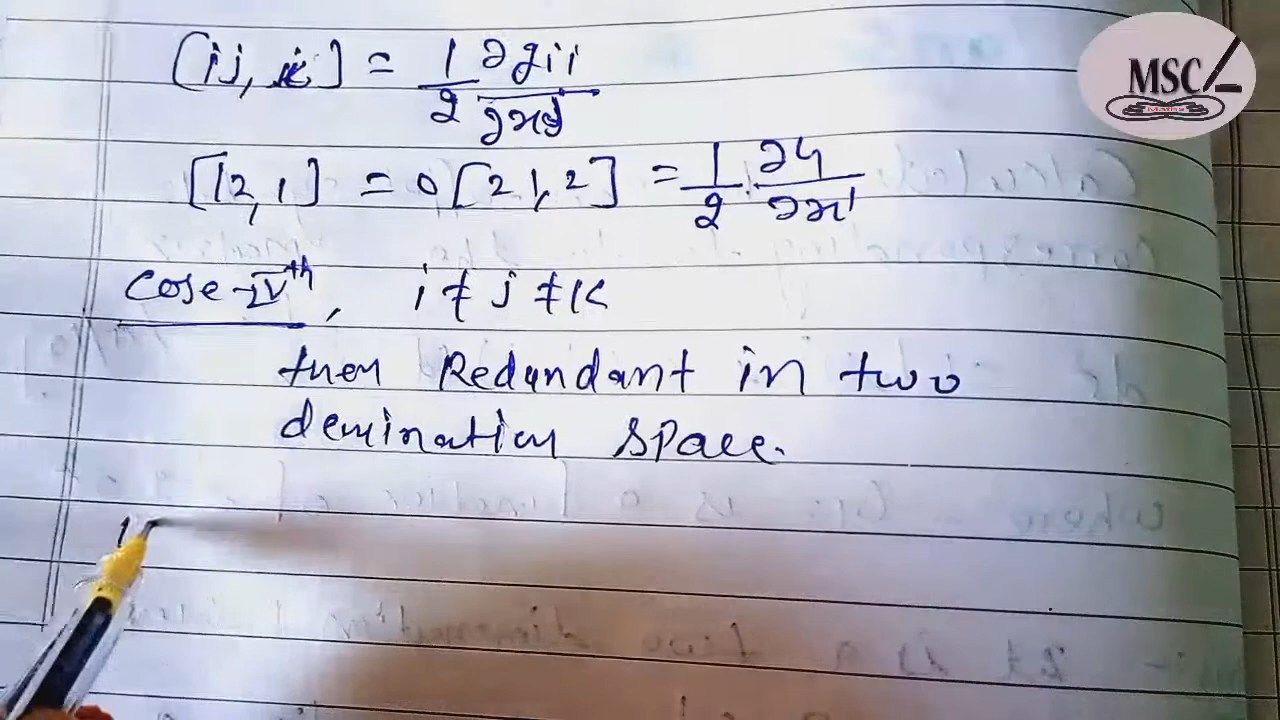 [ij, i] = 1/2 ∂gii/∂xj
[12, 1] = 0 [21, 2] = 1/2 . ∂G/∂x1
Case-IVth, i ≠ j ≠ K
then Redundant in two
demination space.
MSC
Maths